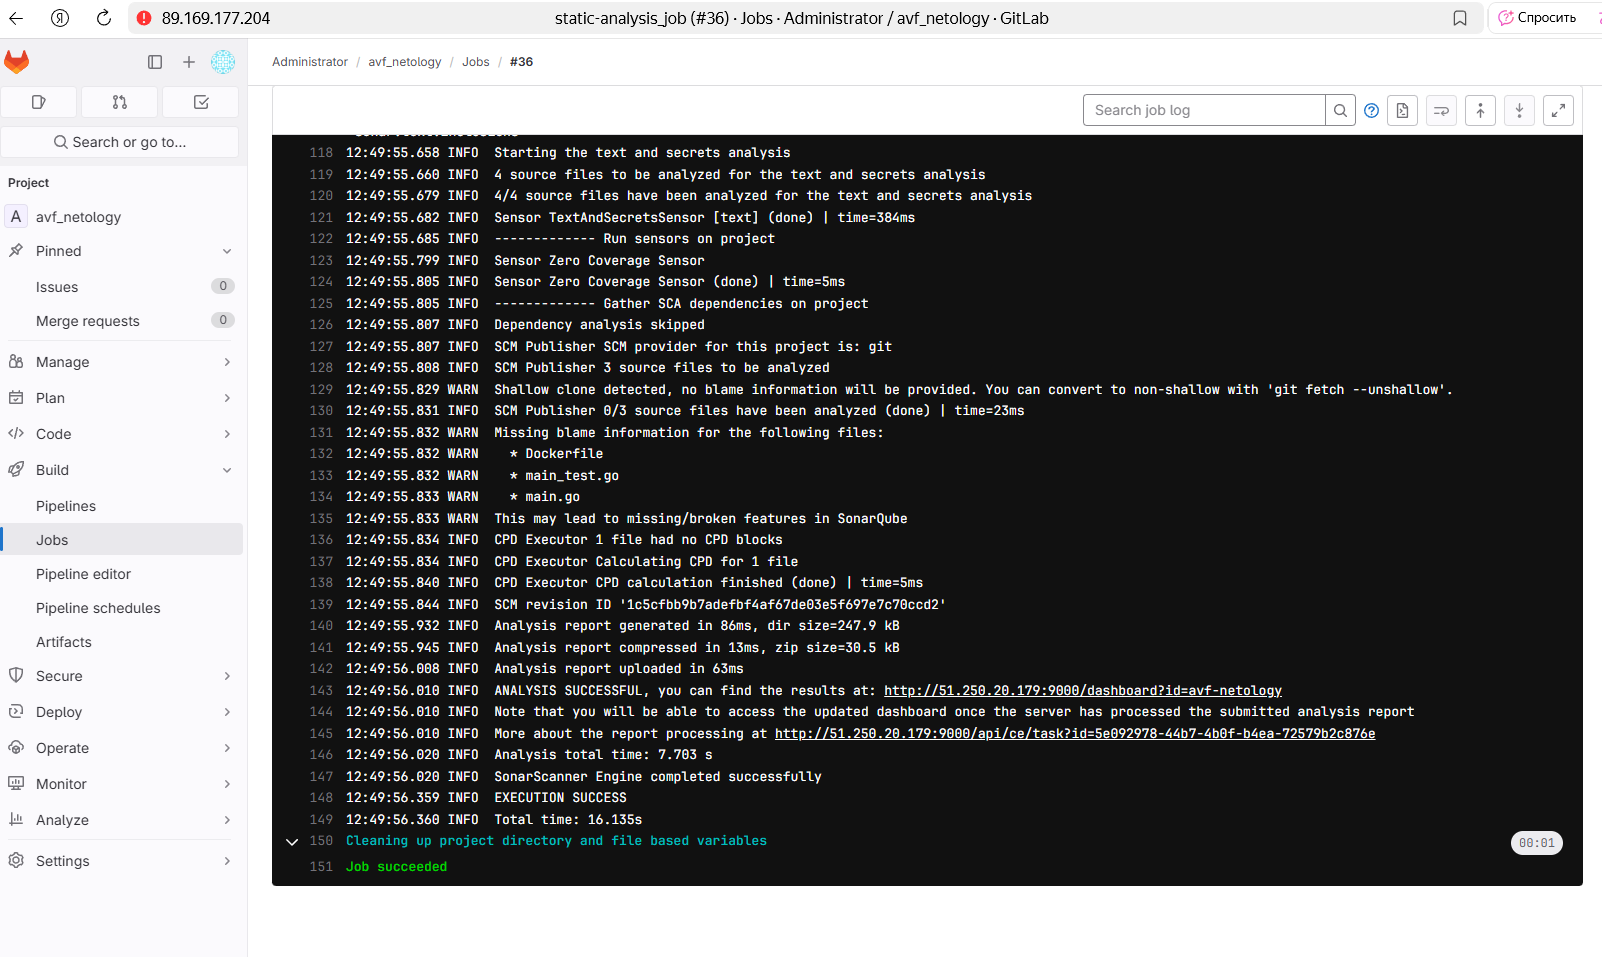 89.169.177.204
static-analysis_job (#36) · Jobs · Administrator / avf_netology · GitLab
Спросить
Administrator / avf_netology / Jobs / #36
Search or go to...
Project
A avf_netology
Pinned
Issues 0
Merge requests 0
Manage
Plan
Code
Build
Pipelines
Jobs
Pipeline editor
Pipeline schedules
Artifacts
Secure
Deploy
Operate
Monitor
Analyze
Settings
Search job log
118 12:49:55.658 INFO Starting the text and secrets analysis
119 12:49:55.660 INFO 4 source files to be analyzed for the text and secrets analysis
120 12:49:55.679 INFO 4/4 source files have been analyzed for the text and secrets analysis
121 12:49:55.682 INFO Sensor TextAndSecretsSensor [text] (done) | time=384ms
122 12:49:55.685 INFO ------------- Run sensors on project
123 12:49:55.799 INFO Sensor Zero Coverage Sensor
124 12:49:55.805 INFO Sensor Zero Coverage Sensor (done) | time=5ms
125 12:49:55.805 INFO ------------- Gather SCA dependencies on project
126 12:49:55.807 INFO Dependency analysis skipped
127 12:49:55.807 INFO SCM Publisher SCM provider for this project is: git
128 12:49:55.808 INFO SCM Publisher 3 source files to be analyzed
129 12:49:55.829 WARN Shallow clone detected, no blame information will be provided. You can convert to non-shallow with 'git fetch --unshallow'.
130 12:49:55.831 INFO SCM Publisher 0/3 source files have been analyzed (done) | time=23ms
131 12:49:55.832 WARN Missing blame information for the following files:
132 12:49:55.832 WARN * Dockerfile
133 12:49:55.832 WARN * main_test.go
134 12:49:55.833 WARN * main.go
135 12:49:55.833 WARN This may lead to missing/broken features in SonarQube
136 12:49:55.834 INFO CPD Executor 1 file had no CPD blocks
137 12:49:55.834 INFO CPD Executor Calculating CPD for 1 file
138 12:49:55.840 INFO CPD Executor CPD calculation finished (done) | time=5ms
139 12:49:55.844 INFO SCM revision ID '1c5cfbb9b7adefbf4af67de03e5f697e7c70ccd2'
140 12:49:55.932 INFO Analysis report generated in 86ms, dir size=247.9 kB
141 12:49:55.945 INFO Analysis report compressed in 13ms, zip size=30.5 kB
142 12:49:56.008 INFO Analysis report uploaded in 63ms
143 12:49:56.010 INFO ANALYSIS SUCCESSFUL, you can find the results at: http://51.250.20.179:9000/dashboard?id=avf-netology
144 12:49:56.010 INFO Note that you will be able to access the updated dashboard once the server has processed the submitted analysis report
145 12:49:56.010 INFO More about the report processing at http://51.250.20.179:9000/api/ce/task?id=5e092978-44b7-4b0f-b4ea-72579b2c876e
146 12:49:56.020 INFO Analysis total time: 7.703 s
147 12:49:56.020 INFO SonarScanner Engine completed successfully
148 12:49:56.359 INFO EXECUTION SUCCESS
149 12:49:56.360 INFO Total time: 16.135s
150 Cleaning up project directory and file based variables 00:01
151 Job succeeded